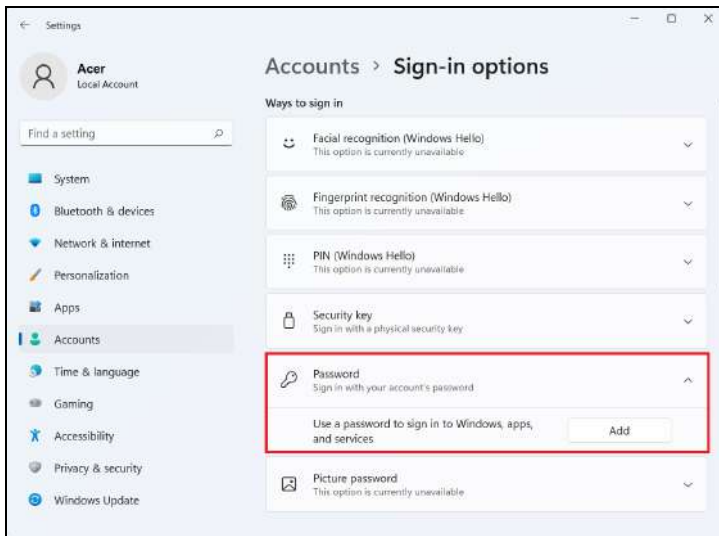 Settings
Acer
Local Account
Find a setting
System
Bluetooth & devices
Network & internet
Personalization
Apps
Accounts
Time & language
Gaming
Accessibility
Privacy & security
Windows Update
Accounts > Sign-in options
Ways to sign in
Facial recognition (Windows Hello)
This option is currently unavailable
Fingerprint recognition (Windows Hello)
This option is currently unavailable
PIN (Windows Hello)
This option is currently unavailable
Security key
Sign in with a physical security key
Password
Sign in with your account's password
Use a password to sign in to Windows, apps,
and services
Add
Picture password
This option is currently unavailable